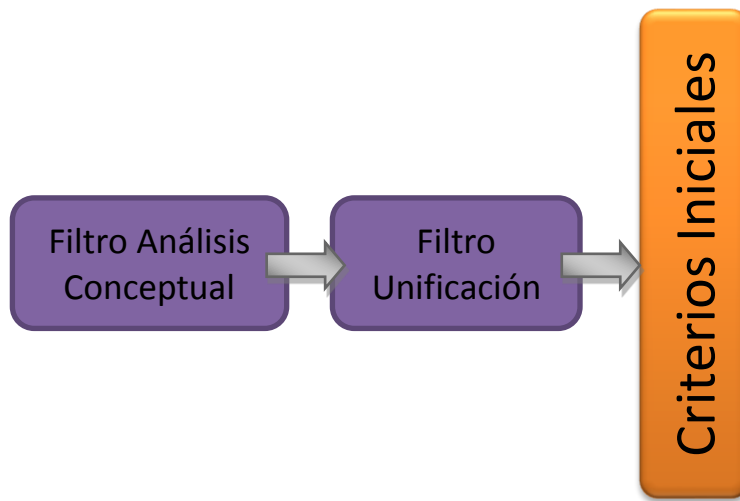 Filtro Análisis
Conceptual
Filtro
Unificación
Criterios Iniciales